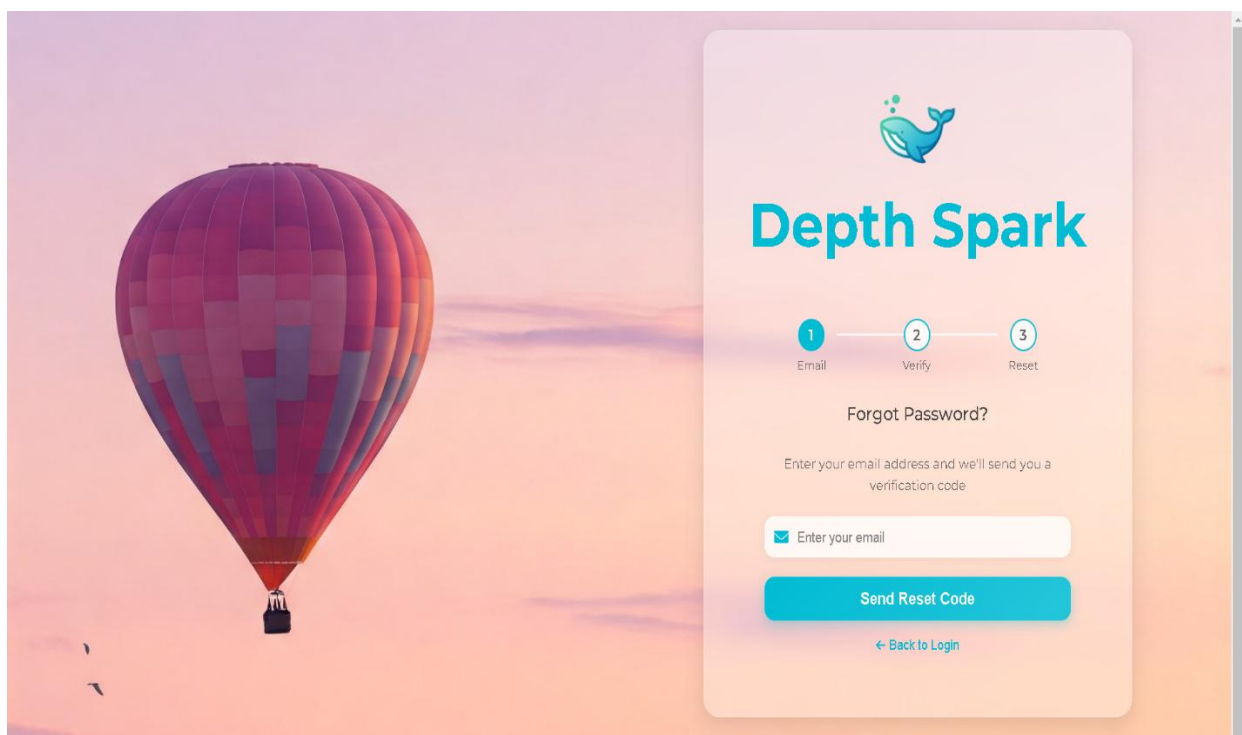 Depth Spark
1 2 3
Email Verify Reset
Forgot Password?
Enter your email address and we'll send you a
verification code
Enter your email
Send Reset Code
← Back to Login